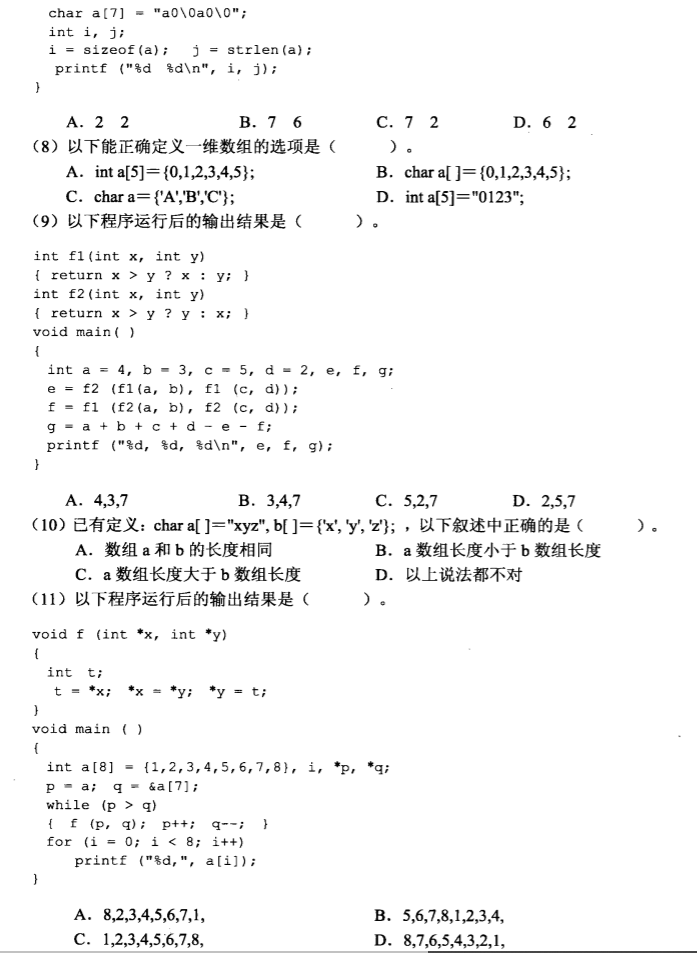 char a[7] = "a0\0a0\0";
int i, j;
i = sizeof(a);   j = strlen(a);
printf ("%d  %d\n", i, j);
}
A．2  2    B．7  6    C．7  2    D．6  2
（8）以下能正确定义一维数组的选项是（    ）。
A．int a[5]={0,1,2,3,4,5};    B．char a[ ]={0,1,2,3,4,5};
C．char a={'A','B','C'};    D．int a[5]="0123";
（9）以下程序运行后的输出结果是（    ）。
int f1(int x, int y)
{ return x > y ? x : y; }
int f2(int x, int y)
{ return x > y ? y : x; }
void main( )
{
int a = 4, b = 3, c = 5, d = 2, e, f, g;
e = f2 (f1(a, b), f1 (c, d));
f = f1 (f2(a, b), f2 (c, d));
g = a + b + c + d - e - f;
printf ("%d, %d, %d\n", e, f, g);
}
A．4,3,7    B．3,4,7    C．5,2,7    D．2,5,7
（10）已有定义：char a[ ]="xyz", b[ ]={'x', 'y', 'z'}; ，以下叙述中正确的是（    ）。
A．数组 a 和 b 的长度相同    B．a 数组长度小于 b 数组长度
C．a 数组长度大于 b 数组长度    D．以上说法都不对
（11）以下程序运行后的输出结果是（    ）。
void f (int *x, int *y)
{
int  t;
t = *x;  *x = *y;  *y = t;
}
void main ( )
{
int a[8] = {1,2,3,4,5,6,7,8}, i, *p, *q;
p = a;  q = &a[7];
while (p > q)
{  f (p, q);  p++;  q--;  }
for (i = 0; i < 8; i++)
printf ("%d,", a[i]);
}
A．8,2,3,4,5,6,7,1,    B．5,6,7,8,1,2,3,4,
C．1,2,3,4,5,6,7,8,    D．8,7,6,5,4,3,2,1,